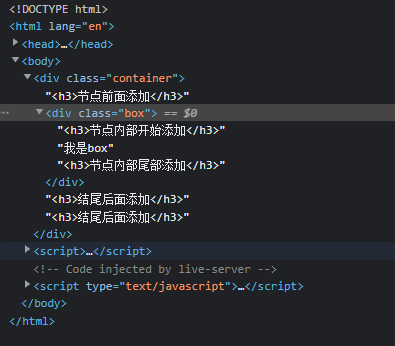 <!DOCTYPE html>
<html lang="en">
<head>…</head>
<body>
<div class="container">
"<h3>节点前面添加</h3>"
… <div class="box"> == $0
"<h3>节点内部开始添加</h3>"
"我是box"
"<h3>节点内部尾部添加</h3>"
</div>
"<h3>结尾后面添加</h3>"
"<h3>结尾后面添加</h3>"
</div>
<script>…</script>
<!-- Code injected by live-server -->
<script type="text/javascript">…</script>
</body>
</html>